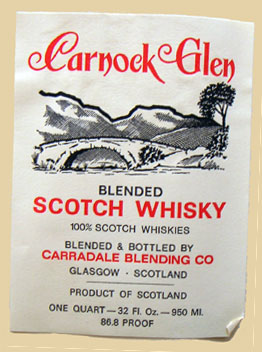 Carnock Glen
BLENDED
SCOTCH WHISKY
100% SCOTCH WHISKIES
BLENDED & BOTTLED BY
CARRADALE BLENDING CO
GLASGOW - SCOTLAND
PRODUCT OF SCOTLAND
ONE QUART — 32 Fl. Oz. — 950 Ml.
86.8 PROOF